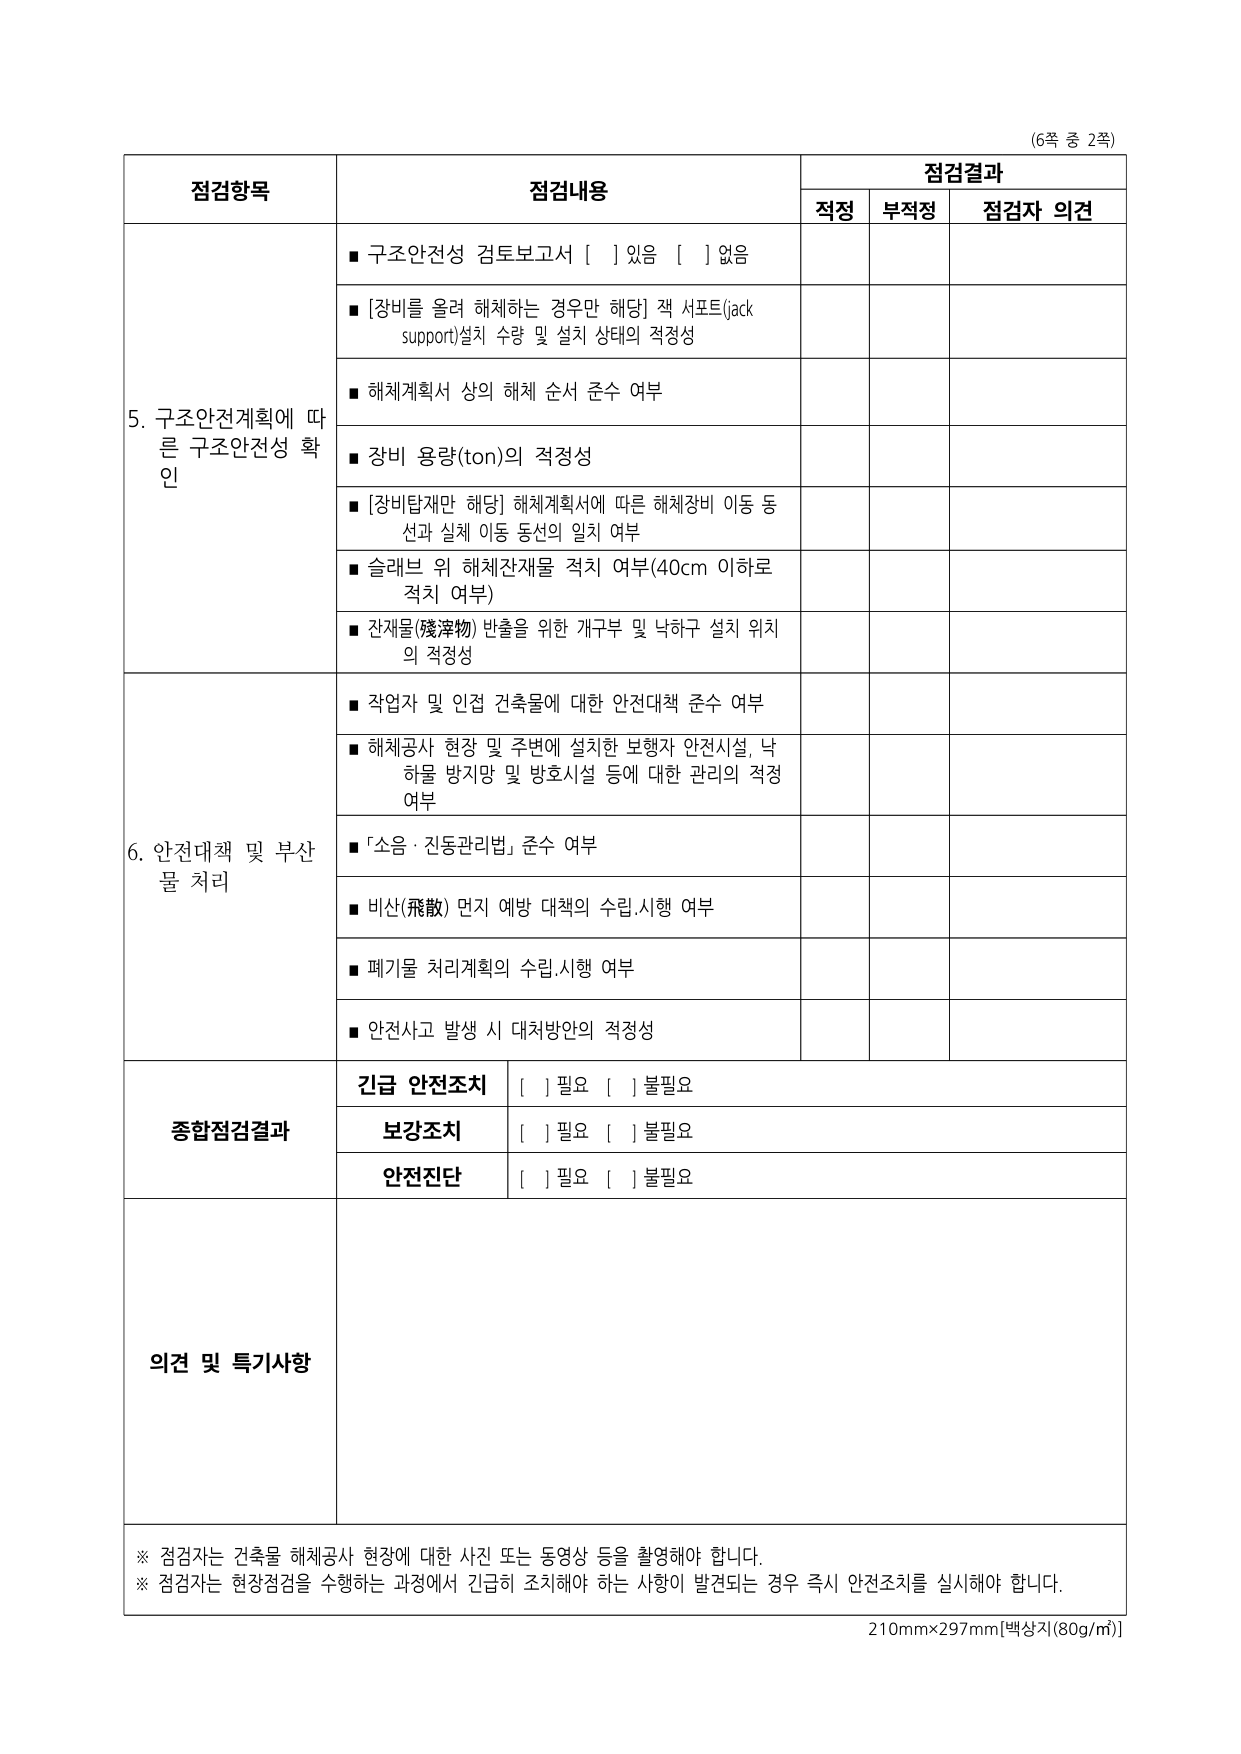 (6쪽 중 2쪽)
점검항목
점검내용
점검결과
적정
부적정
점검자 의견
5. 구조안전계획에 따
른 구조안전성 확
인
■ 구조안전성 검토보고서 [ ] 있음 [ ] 없음
■ [장비를 올려 해체하는 경우만 해당] 잭 서포트(jack
support)설치 수량 및 설치 상태의 적정성
■ 해체계획서 상의 해체 순서 준수 여부
■ 장비 용량(ton)의 적정성
■ [장비탑재만 해당] 해체계획서에 따른 해체장비 이동 동
선과 실제 이동 동선의 일치 여부
■ 슬래브 위 해체잔재물 적치 여부(40cm 이하로
적치 여부)
■ 잔재물(殘滓物) 반출을 위한 개구부 및 낙하구 설치 위치
의 적정성
6. 안전대책 및 부산
물 처리
■ 작업자 및 인접 건축물에 대한 안전대책 준수 여부
■ 해체공사 현장 및 주변에 설치한 보행자 안전시설, 낙
하물 방지망 및 방호시설 등에 대한 관리의 적정
여부
■ 「소음ㆍ진동관리법」 준수 여부
■ 비산(飛散) 먼지 예방 대책의 수립.시행 여부
■ 폐기물 처리계획의 수립.시행 여부
■ 안전사고 발생 시 대처방안의 적정성
종합점검결과
긴급 안전조치
[ ] 필요 [ ] 불필요
보강조치
[ ] 필요 [ ] 불필요
안전진단
[ ] 필요 [ ] 불필요
의견 및 특기사항
※ 점검자는 건축물 해체공사 현장에 대한 사진 또는 동영상 등을 촬영해야 합니다.
※ 점검자는 현장점검을 수행하는 과정에서 긴급히 조치해야 하는 사항이 발견되는 경우 즉시 안전조치를 실시해야 합니다.
210mm×297mm[백상지(80g/㎡)]